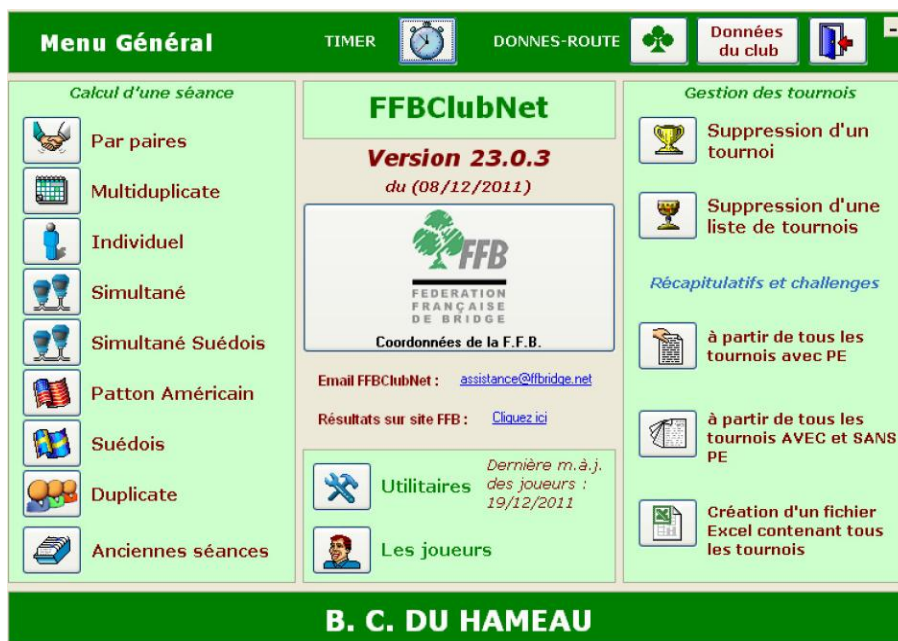 Menu Général
TIMER
DONNES-ROUTE
Données
du club
Calcul d'une séance
Par paires
Multiduplicate
Individuel
Simultané
Simultané Suédois
Patton Américain
Suédois
Duplicate
Anciennes séances
FFBClubNet
Version 23.0.3
du (08/12/2011)
FFB
FEDERATION
FRANÇAISE
DE BRIDGE
Coordonnées de la F.F.B.
Email FFBClubNet : assistance@ffbridge.net
Résultats sur site FFB : Cliquez ici
Utilitaires
Dernière m.à.j.
des joueurs :
19/12/2011
Les joueurs
Gestion des tournois
Suppression d'un
tournoi
Suppression d'une
liste de tournois
Récapitulatifs et challenges
à partir de tous les
tournois avec PE
à partir de tous les
tournois AVEC et SANS
PE
Création d'un fichier
Excel contenant tous
les tournois
B. C. DU HAMEAU